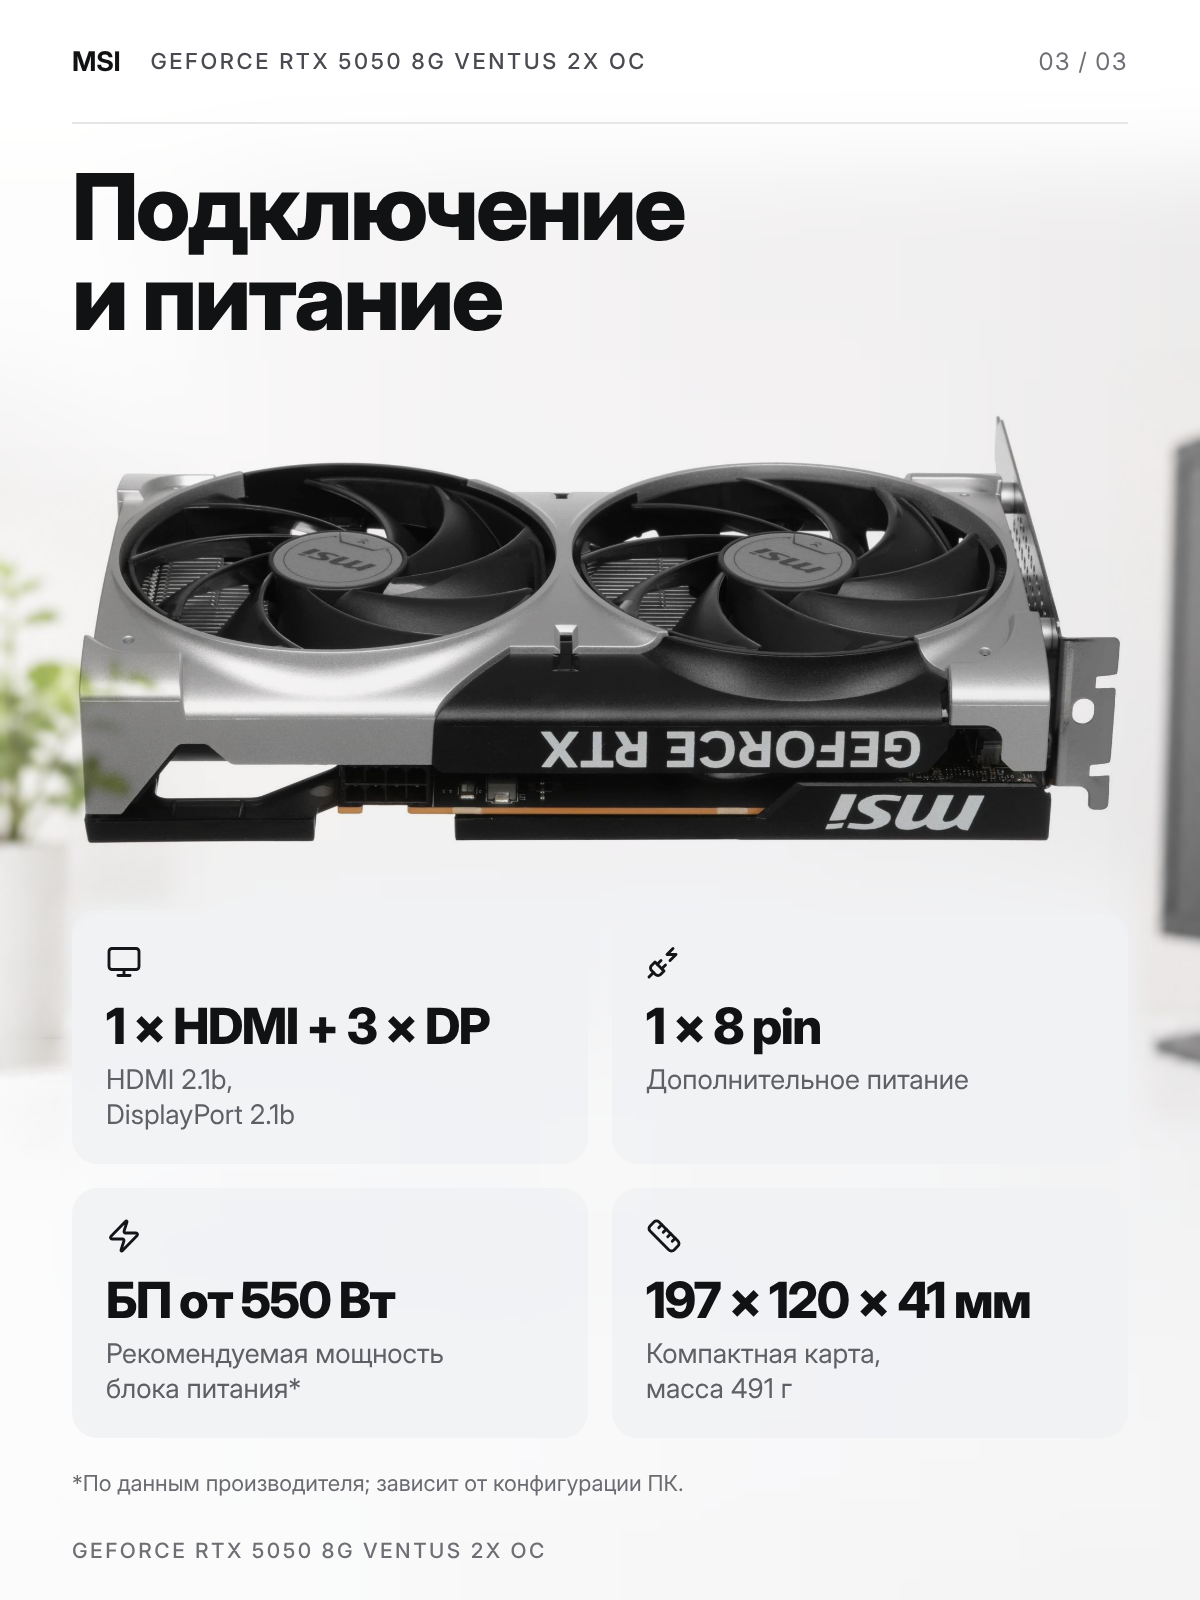 MSI GEFORCE RTX 5050 8G VENTUS 2X OC 03 / 03
Подключение
и питание
msi msi
GEFORCE RTX
msi
1 × HDMI + 3 × DP
HDMI 2.1b,
DisplayPort 2.1b
1 × 8 pin
Дополнительное питание
БП от 550 Вт
Рекомендуемая мощность
блока питания*
197 × 120 × 41 мм
Компактная карта,
масса 491 г
*По данным производителя; зависит от конфигурации ПК.
GEFORCE RTX 5050 8G VENTUS 2X OC